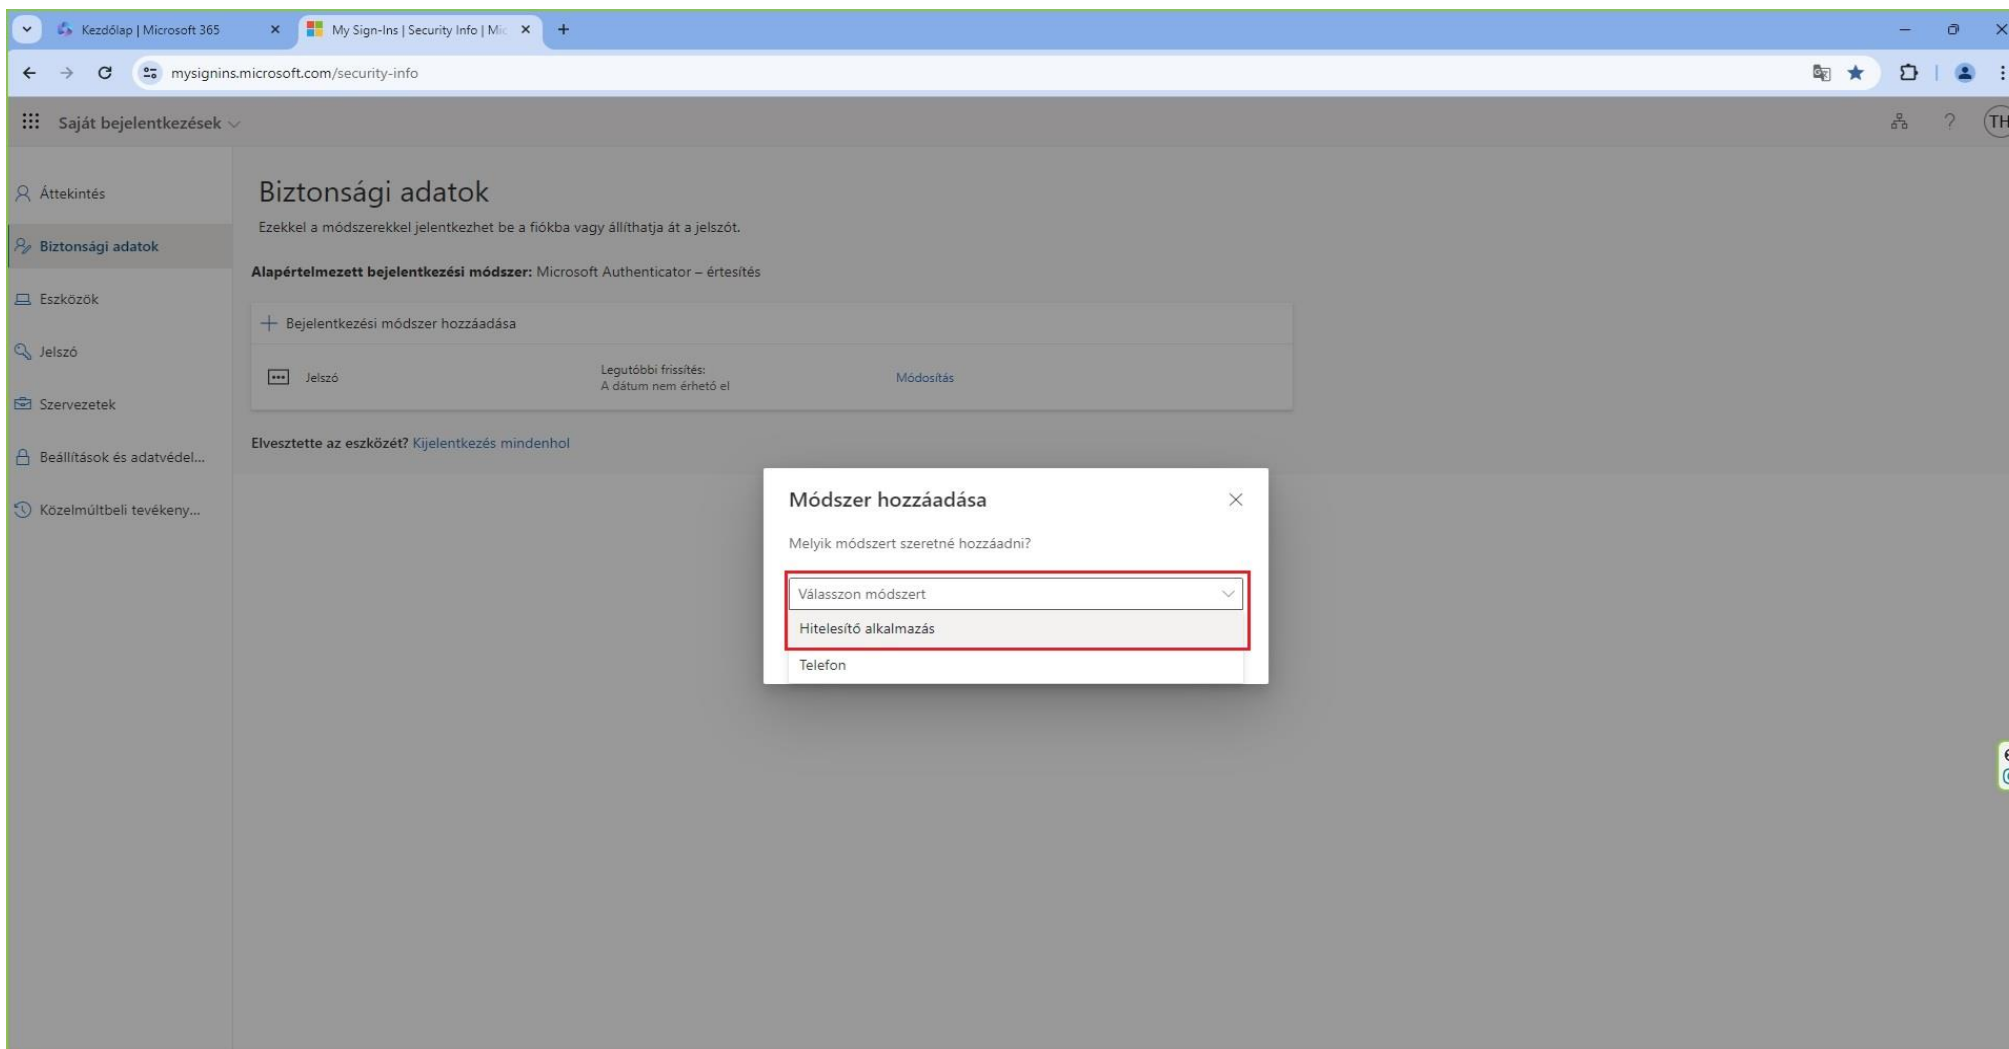 Kezdőlap | Microsoft 365
My Sign-Ins | Security Info | Mic
mysignins.microsoft.com/security-info
Saját bejelentkezések
TH
Áttekintés
Biztonsági adatok
Eszközök
Jelszó
Szervezetek
Beállítások és adatvédel...
Közelmúltbeli tevékeny...
Biztonsági adatok
Ezekkel a módszerekkel jelentkezhet be a fiókba vagy állíthatja át a jelszót.
Alapértelmezett bejelentkezési módszer: Microsoft Authenticator – értesítés
Bejelentkezési módszer hozzáadása
Jelszó
Legutóbbi frissítés:
A dátum nem érhető el
Módosítás
Elvesztette az eszközét? Kijelentkezés mindenhol
Módszer hozzáadása
Melyik módszert szeretné hozzáadni?
Válasszon módszert
Hitelesítő alkalmazás
Telefon